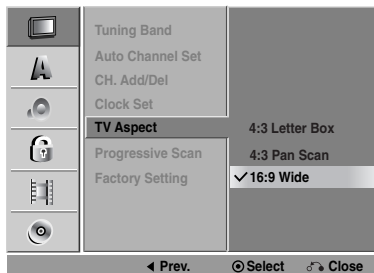 Tuning Band
Auto Channel Set
CH. Add/Del
Clock Set
TV Aspect
Progressive Scan
Factory Setting
4:3 Letter Box
4:3 Pan Scan
16:9 Wide
Prev.
Select
Close